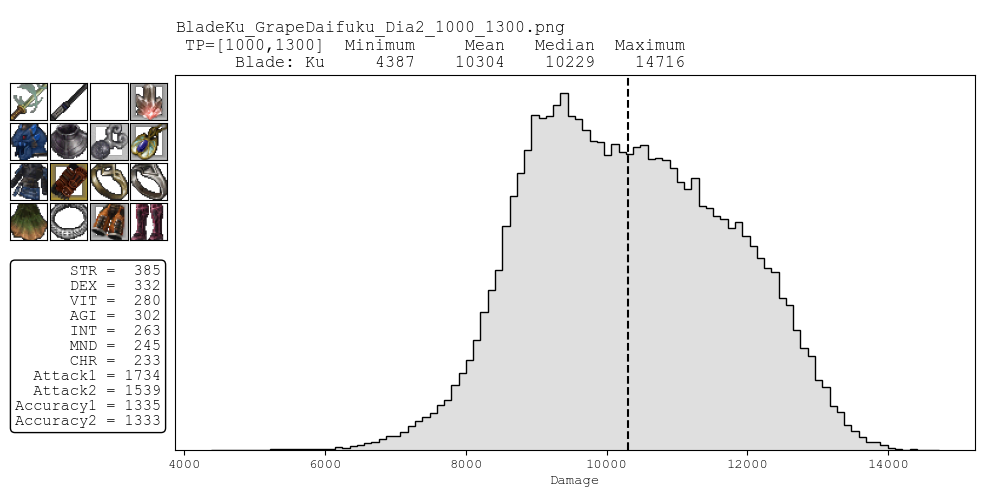 BladeKu_GrapeDaifuku_Dia2_1000_1300.png
TP=[1000,1300] Minimum Mean Median Maximum
Blade: Ku 4387 10304 10229 14716
STR = 385
DEX = 332
VIT = 280
AGI = 302
INT = 263
MND = 245
CHR = 233
Attack1 = 1734
Attack2 = 1539
Accuracy1 = 1335
Accuracy2 = 1333
4000 6000 8000 10000 12000 14000
Damage